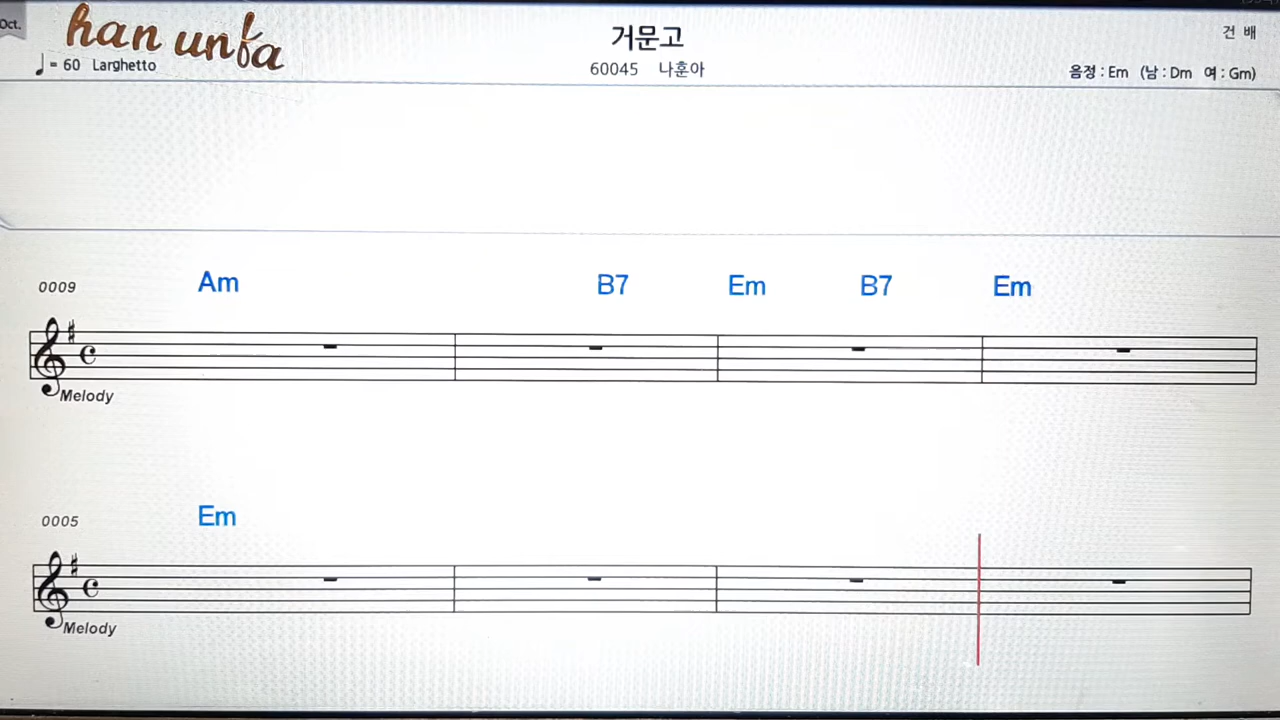 Oct.
han unfa
거문고
건 배
♩ = 60 Larghetto
60045 나훈아
음정 : Em (남 : Dm 여 : Gm)
0009
Am B7 Em B7 Em
Melody
0005
Em
Melody